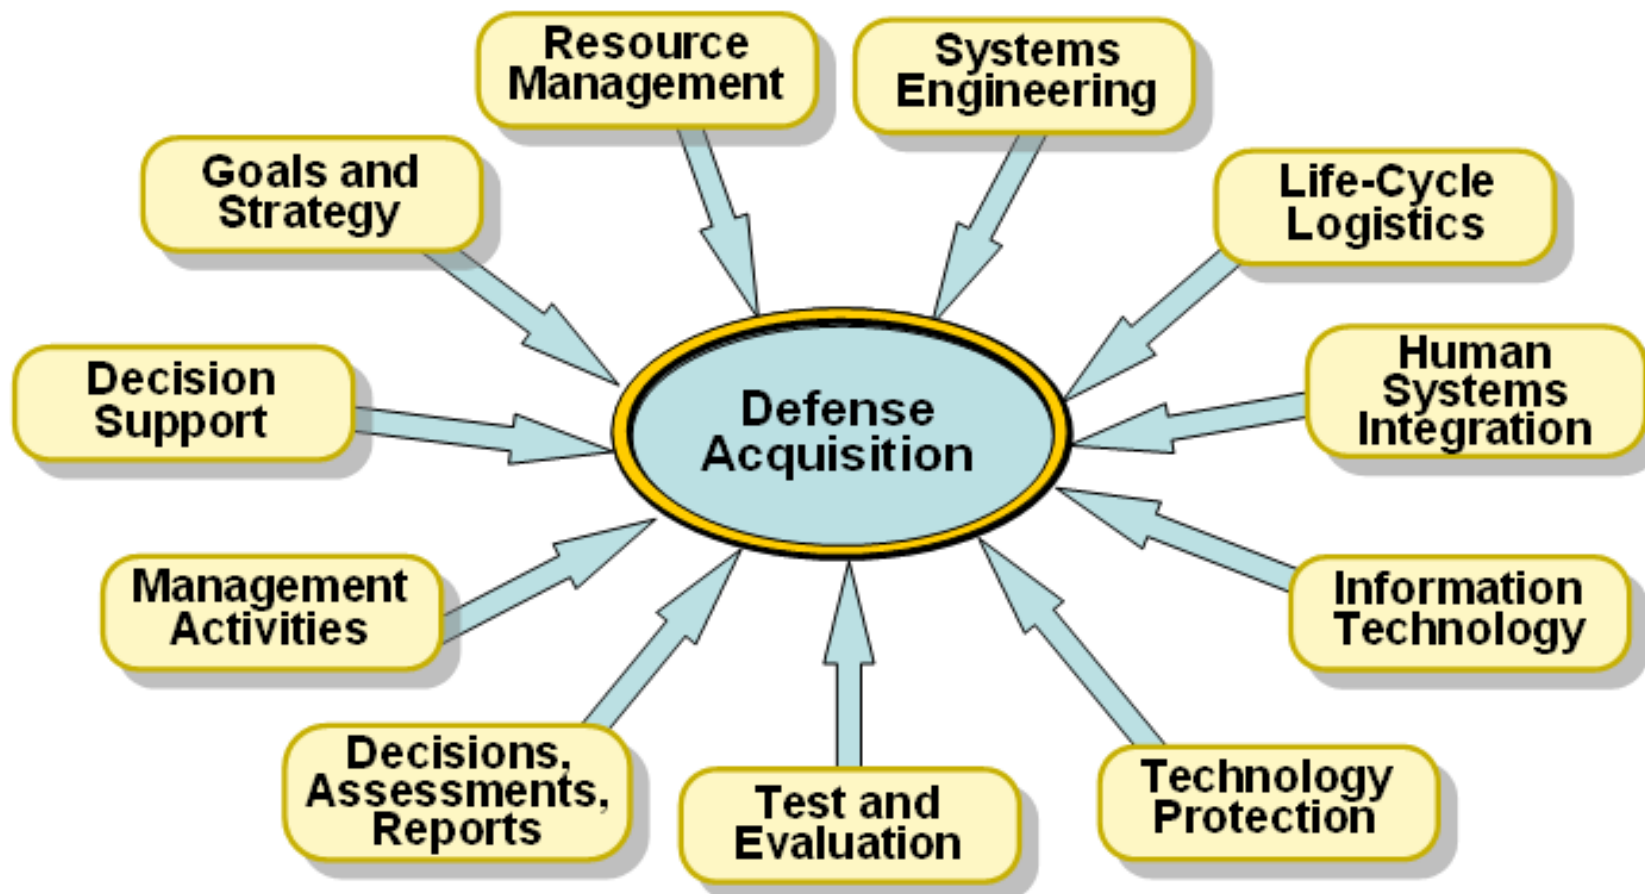 Resource
Management
Systems
Engineering
Goals and
Strategy
Life-Cycle
Logistics
Decision
Support
Human
Systems
Integration
Defense
Acquisition
Management
Activities
Information
Technology
Decisions,
Assessments,
Reports
Test and
Evaluation
Technology
Protection